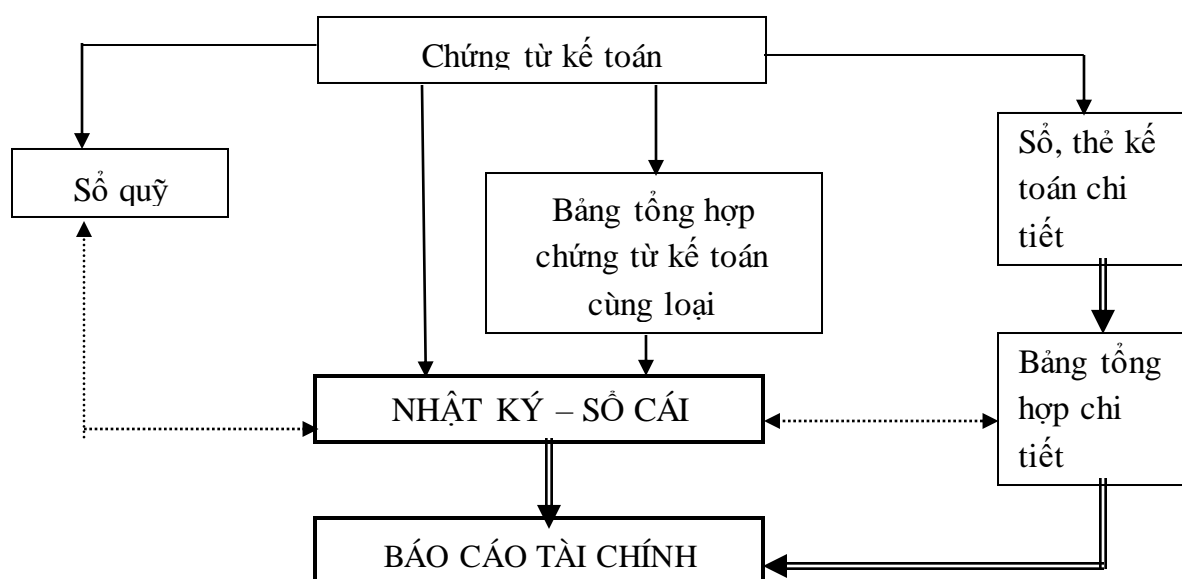 Chứng từ kế toán
Sổ quỹ
Bảng tổng hợp
chứng từ kế toán
cùng loại
Sổ, thẻ kế
toán chi
tiết
NHẬT KÝ – SỔ CÁI
Bảng tổng
hợp chi
tiết
BÁO CÁO TÀI CHÍNH